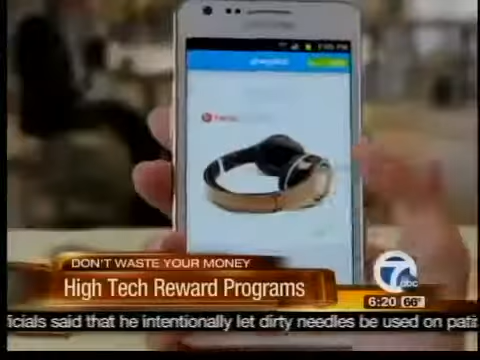 DON'T WASTE YOUR MONEY
High Tech Reward Programs
7 abc
6:20 66°
ficials said that he intentionally let dirty needles be used on pati